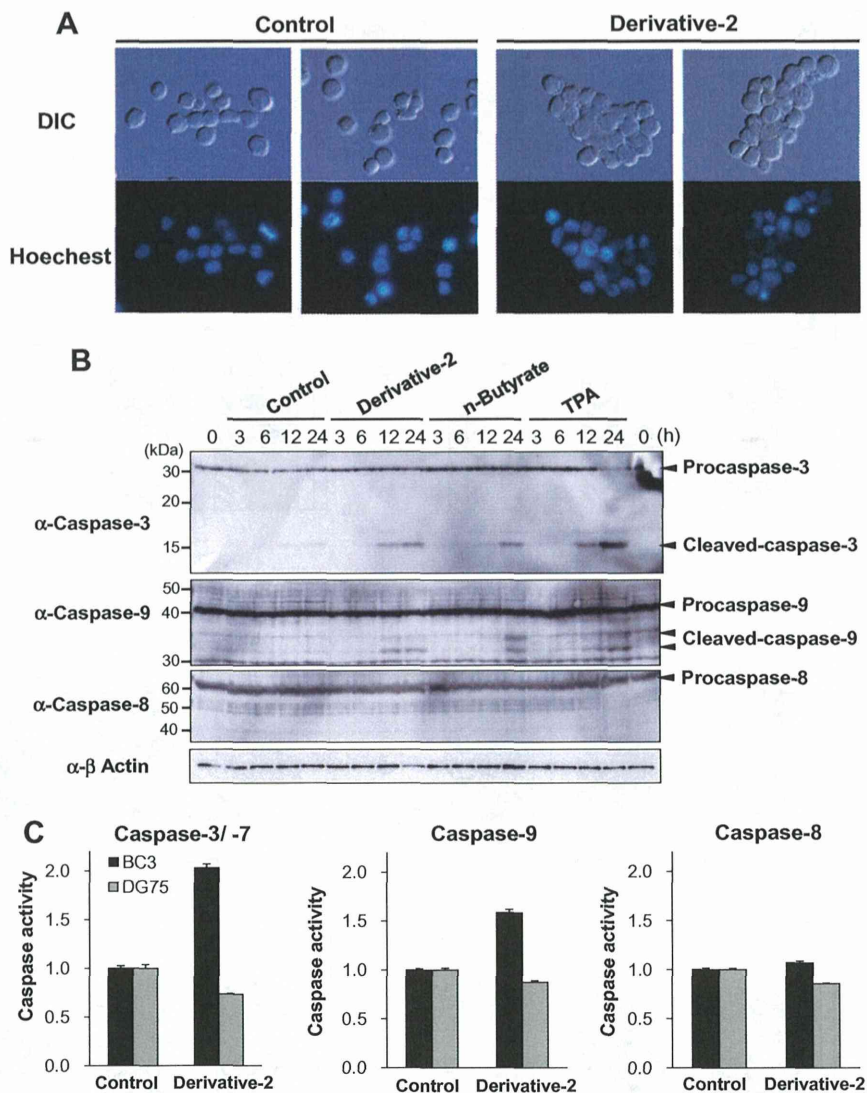 A
Control Derivative-2
DIC
Hoechest
B
Control Derivative-2 n-Butyrate TPA
0 3 6 12 24 3 6 12 24 3 6 12 24 3 6 12 24 0 (h)
(kDa)
α-Caspase-3
30
20
15
Procaspase-3
Cleaved-caspase-3
α-Caspase-9
50
40
30
Procaspase-9
Cleaved-caspase-9
α-Caspase-8
60
50
40
Procaspase-8
α-β Actin
C
Caspase-3/ -7
Caspase activity
2.0
1.5
1.0
0.5
0.0
BC3
DG75
Control Derivative-2
Caspase-9
Caspase activity
2.0
1.5
1.0
0.5
0.0
Control Derivative-2
Caspase-8
Caspase activity
2.0
1.5
1.0
0.5
0.0
Control Derivative-2